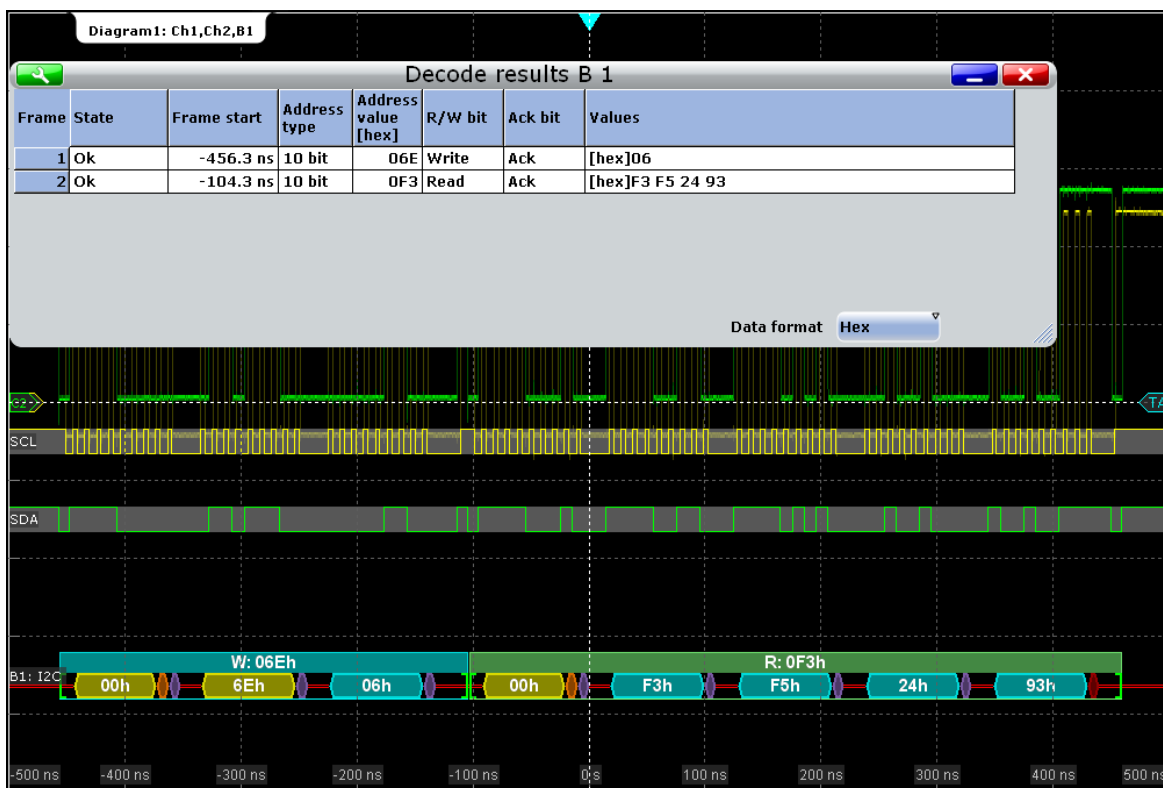 Diagram1: Ch1,Ch2,B1
Decode results B 1
Frame State Frame start Address type Address value [hex] R/W bit Ack bit Values
1 Ok -456.3 ns 10 bit 06E Write Ack [hex]06
2 Ok -104.3 ns 10 bit 0F3 Read Ack [hex]F3 F5 24 93
Data format Hex
C2 TA
SCL
SDA
W: 06Eh R: 0F3h
B1: I2C 00h 6Eh 06h 00h F3h F5h 24h 93h
-500 ns -400 ns -300 ns -200 ns -100 ns 0 s 100 ns 200 ns 300 ns 400 ns 500 ns